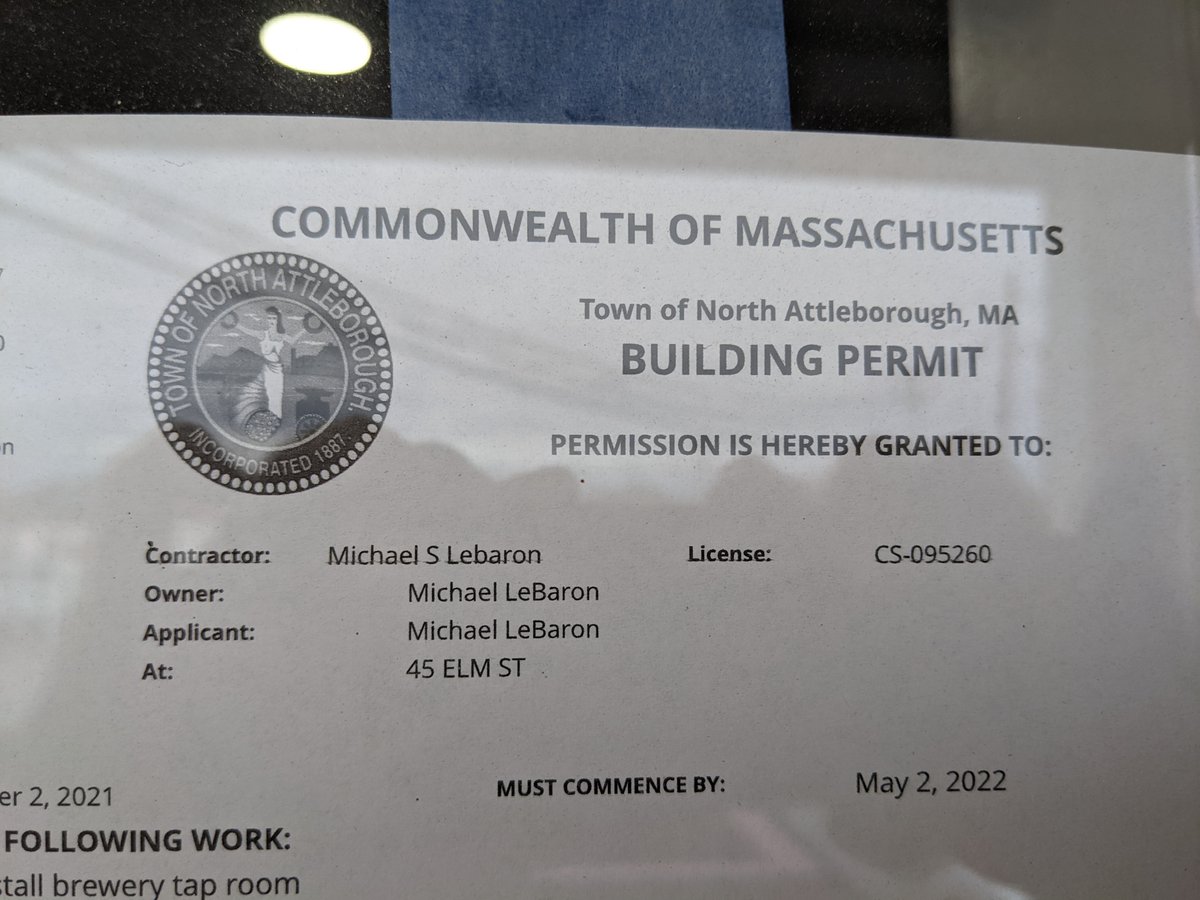 COMMONWEALTH OF MASSACHUSETTS
TOWN OF NORTH ATTLEBOROUGH.
INCORPORATED 1887.
Town of North Attleborough, MA
BUILDING PERMIT
PERMISSION IS HEREBY GRANTED TO:
Contractor: Michael S Lebaron License: CS-095260
Owner: Michael LeBaron
Applicant: Michael LeBaron
At: 45 ELM ST
er 2, 2021 MUST COMMENCE BY: May 2, 2022
FOLLOWING WORK:
stall brewery tap room